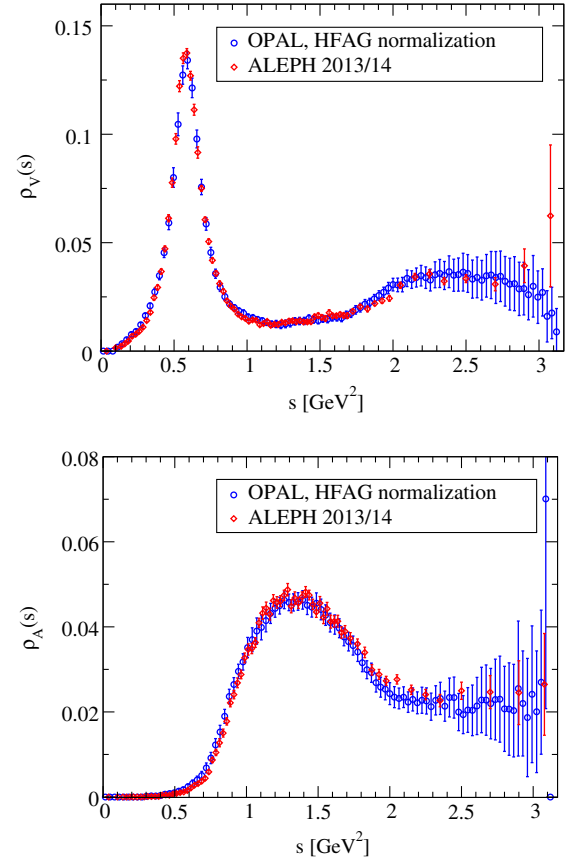 0.15
OPAL, HFAG normalization
ALEPH 2013/14
0.1
ρV(s)
0.05
0
0 0.5 1 1.5 2 2.5 3
s [GeV²]
0.08
OPAL, HFAG normalization
ALEPH 2013/14
0.06
ρA(s)
0.04
0.02
0
0 0.5 1 1.5 2 2.5 3
s [GeV²]